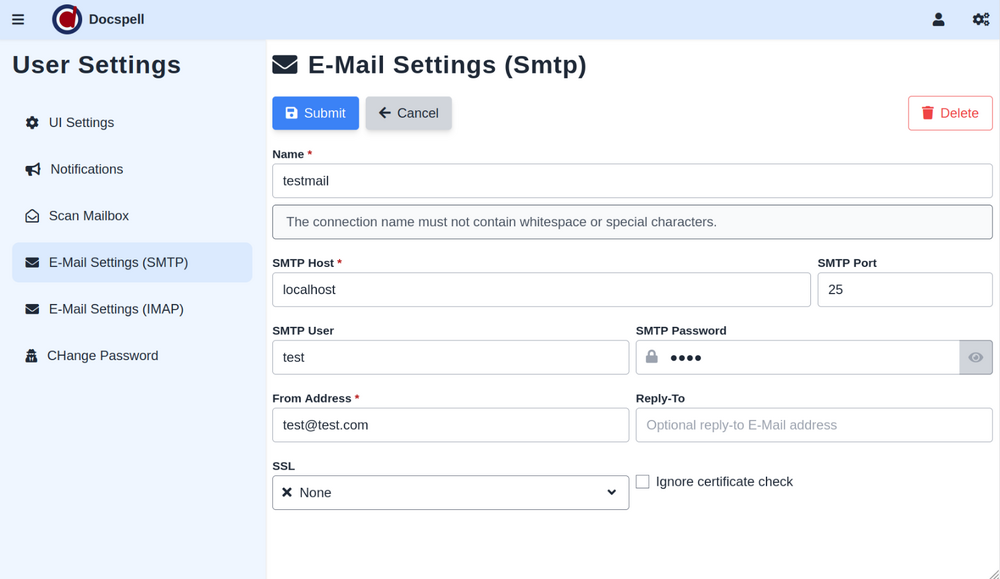 Docspell
User Settings
UI Settings
Notifications
Scan Mailbox
E-Mail Settings (SMTP)
E-Mail Settings (IMAP)
CHange Password
E-Mail Settings (Smtp)
Submit
Cancel
Delete
Name *
testmail
The connection name must not contain whitespace or special characters.
SMTP Host * SMTP Port
localhost 25
SMTP User SMTP Password
test ●●●●
From Address * Reply-To
test@test.com Optional reply-to E-Mail address
SSL
None Ignore certificate check